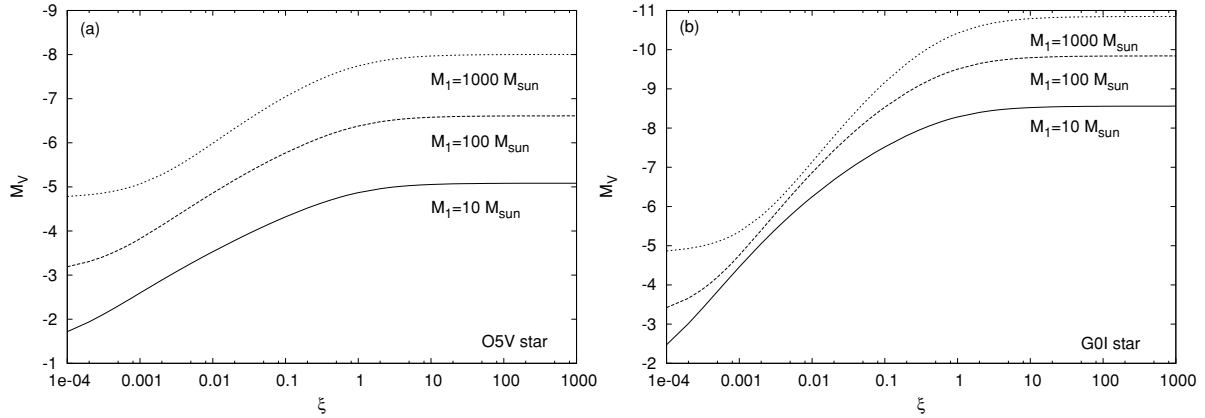 (a)
-9
-8
-7
-6
-5
-4
-3
-2
-1
M_V
M_1=1000 M_sun
M_1=100 M_sun
M_1=10 M_sun
O5V star
1e-04 0.001 0.01 0.1 1 10 100 1000
ξ
(b)
-11
-10
-9
-8
-7
-6
-5
-4
-3
-2
M_V
M_1=1000 M_sun
M_1=100 M_sun
M_1=10 M_sun
G0I star
1e-04 0.001 0.01 0.1 1 10 100 1000
ξ